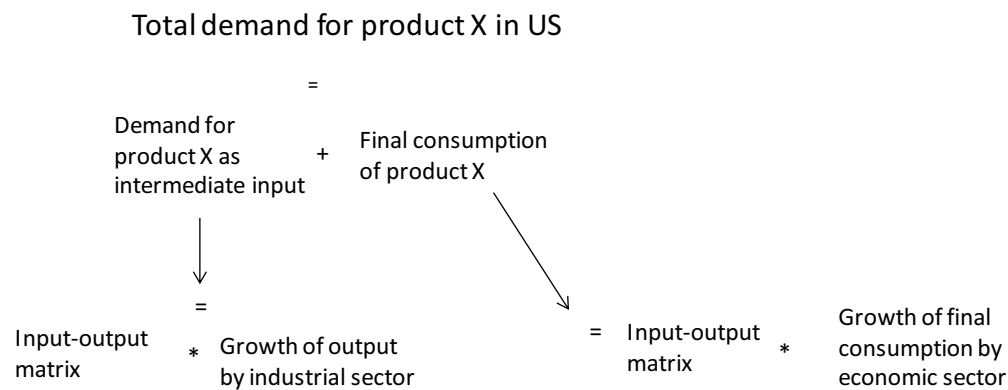 Total demand for product X in US
=
Demand for
product X as
intermediate input
+
Final consumption
of product X
=
Input-output
matrix
*
Growth of output
by industrial sector
=
Input-output
matrix
*
Growth of final
consumption by
economic sector